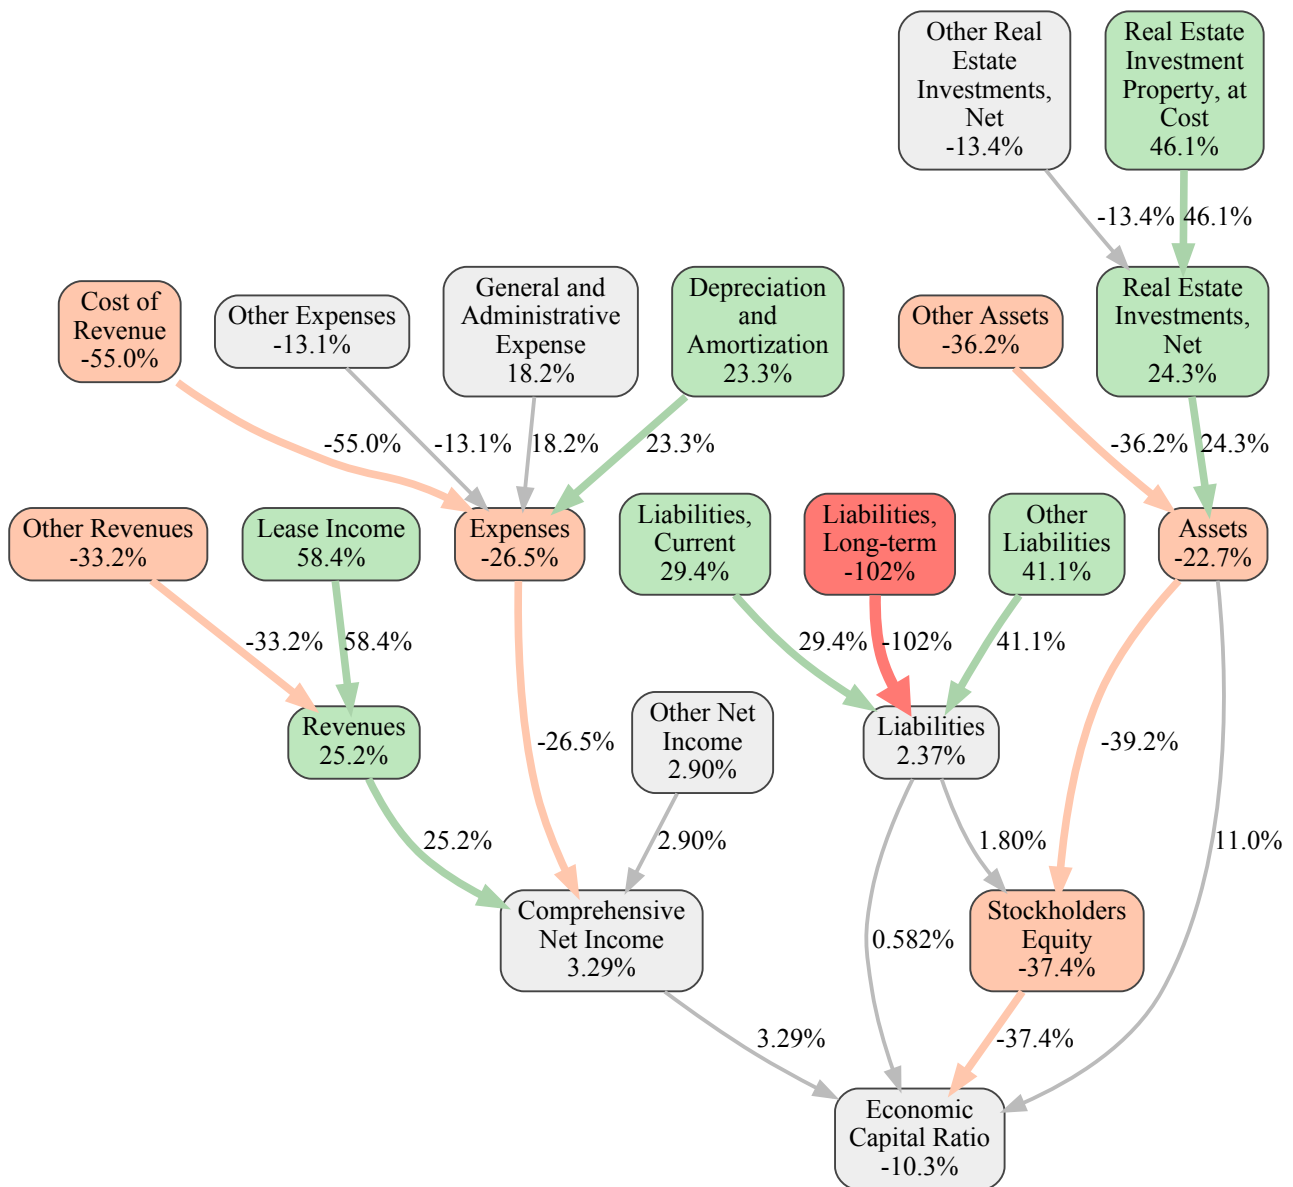 Other Real
Estate
Investments,
Net
-13.4%
Real Estate
Investment
Property, at
Cost
46.1%
-13.4%
46.1%
Cost of
Revenue
-55.0%
Other Expenses
-13.1%
General and
Administrative
Expense
18.2%
Depreciation
and
Amortization
23.3%
Other Assets
-36.2%
Real Estate
Investments,
Net
24.3%
-55.0%
-13.1%
18.2%
23.3%
-36.2%
24.3%
Other Revenues
-33.2%
Lease Income
58.4%
Expenses
-26.5%
Liabilities,
Current
29.4%
Liabilities,
Long-term
-102%
Other
Liabilities
41.1%
Assets
-22.7%
-33.2%
58.4%
29.4%
-102%
41.1%
Revenues
25.2%
-26.5%
Other Net
Income
2.90%
Liabilities
2.37%
-39.2%
25.2%
2.90%
1.80%
11.0%
Comprehensive
Net Income
3.29%
0.582%
Stockholders
Equity
-37.4%
3.29%
-37.4%
Economic
Capital Ratio
-10.3%